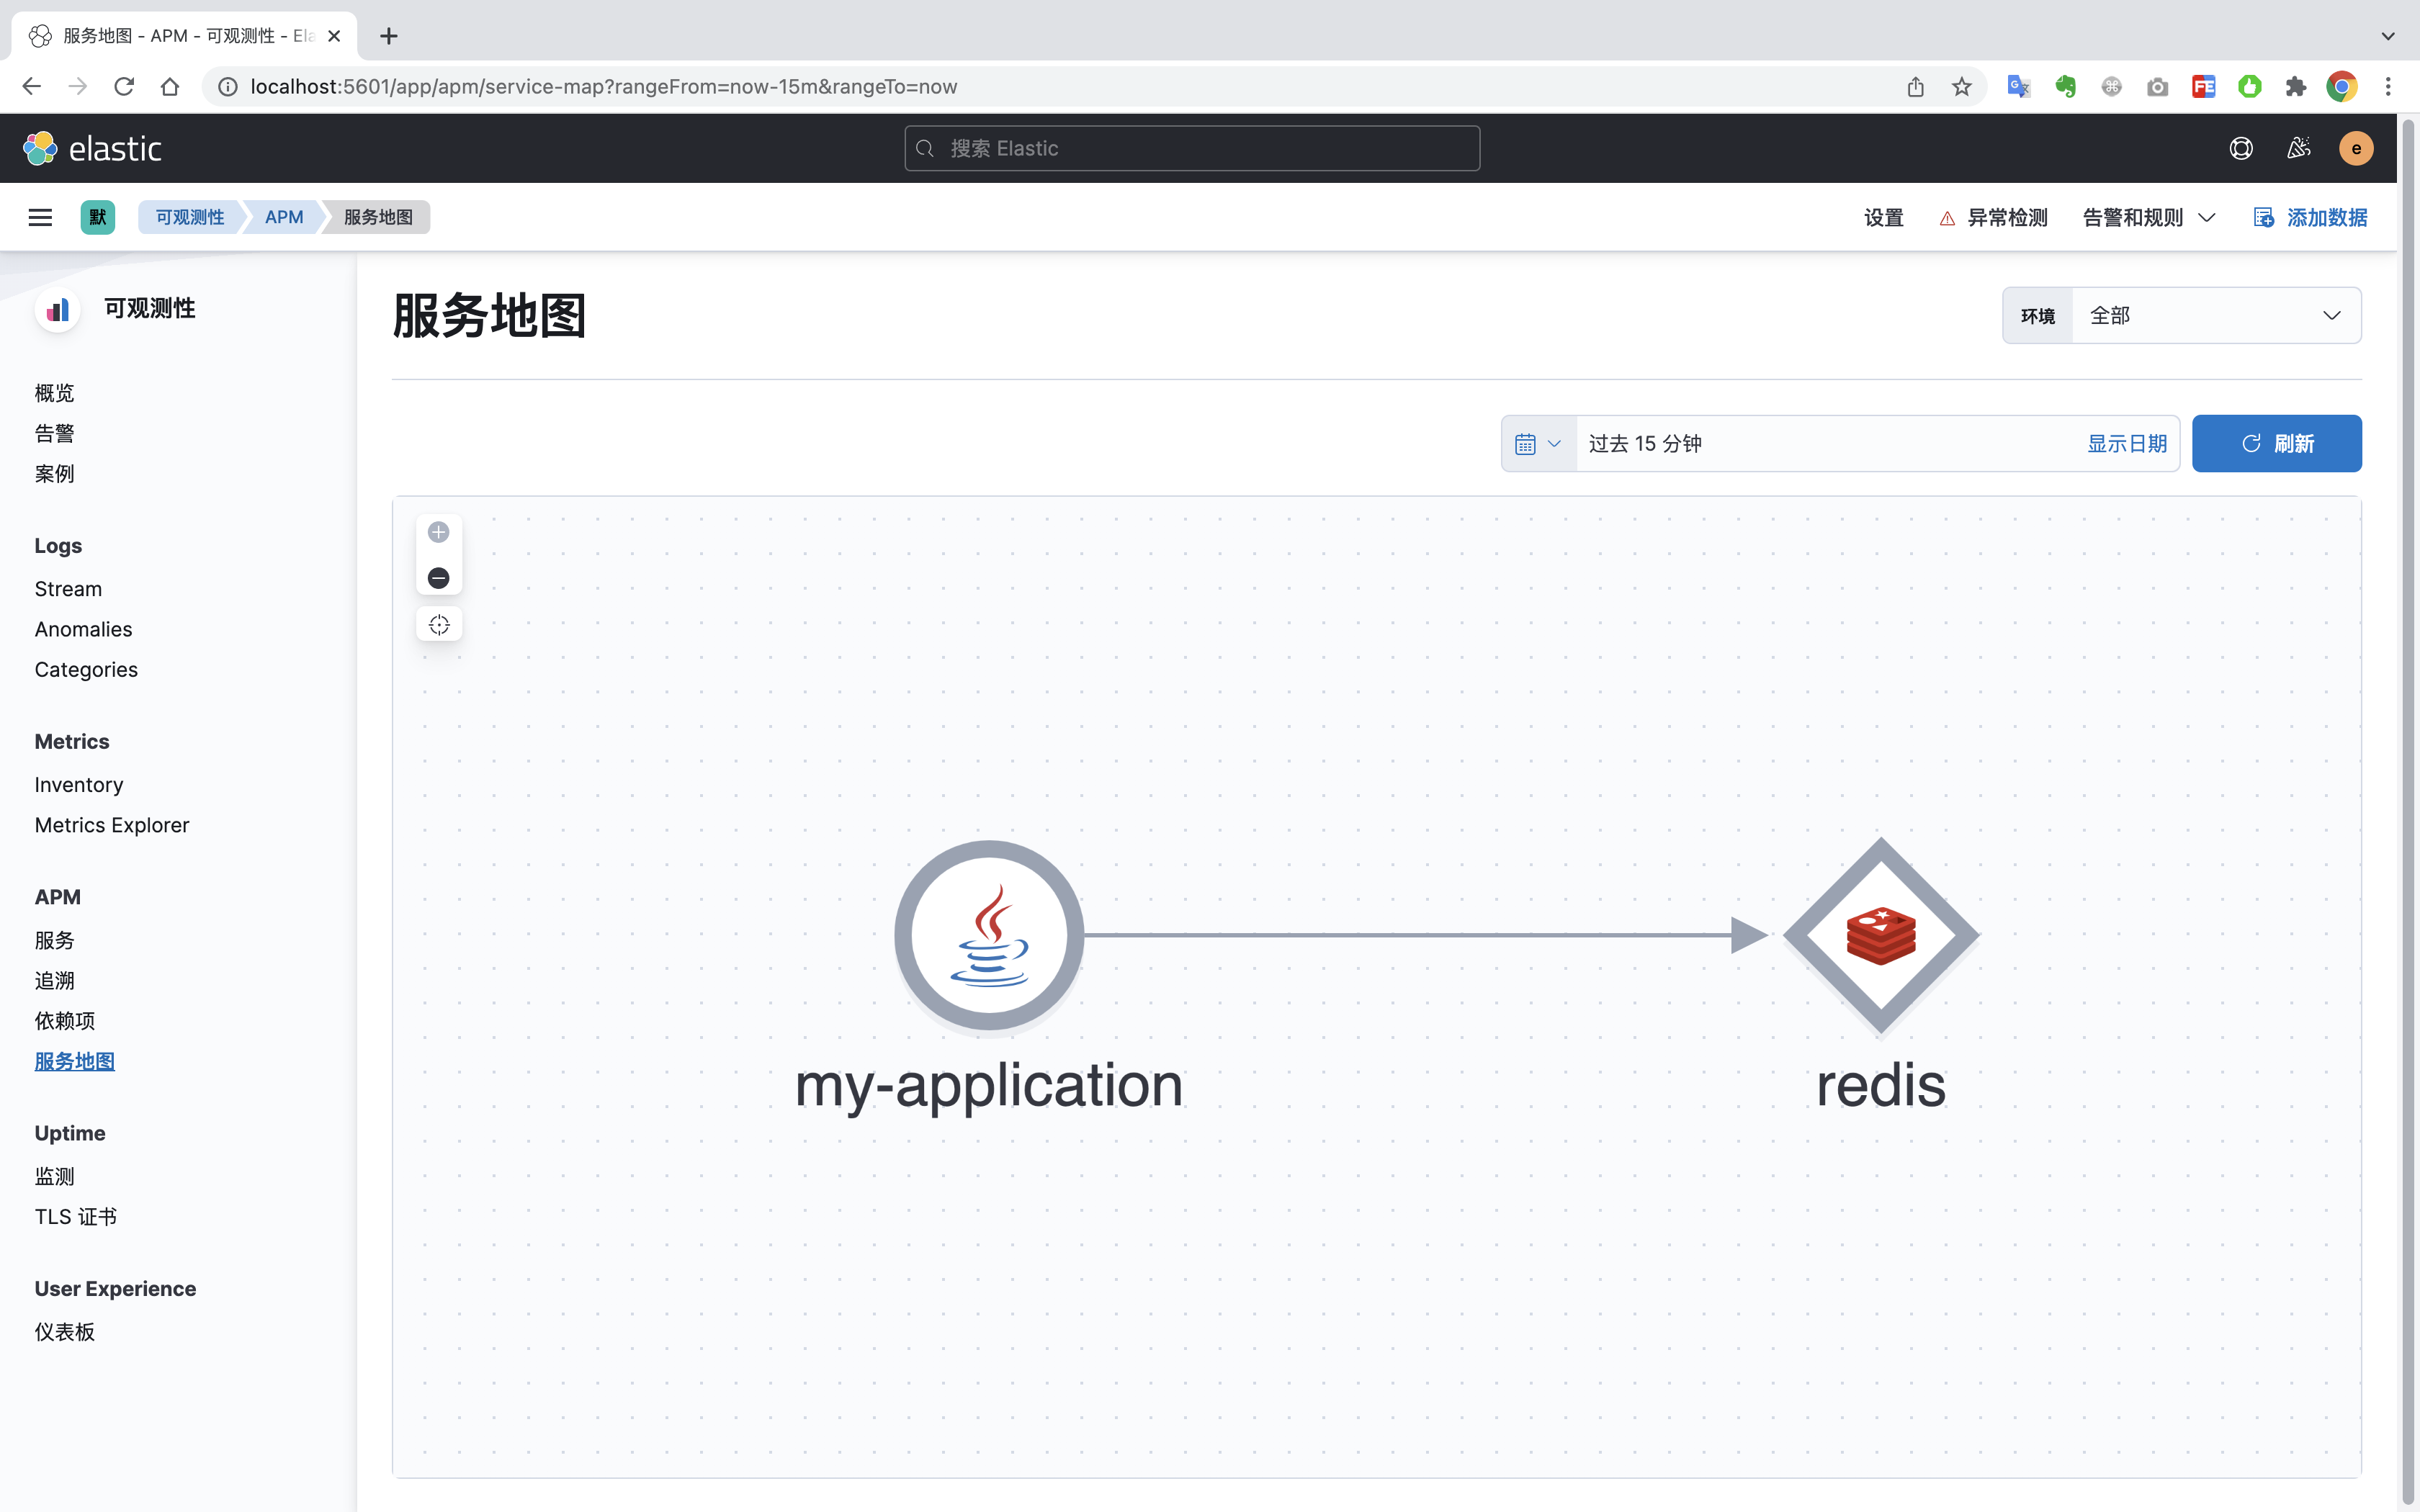 服务地图 - APM - 可观测性 - Ela
localhost:5601/app/apm/service-map?rangeFrom=now-15m&rangeTo=now
FE
elastic
搜索 Elastic
e
默
可观测性
APM
服务地图
设置
异常检测
告警和规则
添加数据
可观测性
概览
告警
案例
Logs
Stream
Anomalies
Categories
Metrics
Inventory
Metrics Explorer
APM
服务
追溯
依赖项
服务地图
Uptime
监测
TLS 证书
User Experience
仪表板
服务地图
环境
全部
过去 15 分钟
显示日期
刷新
my-application
redis